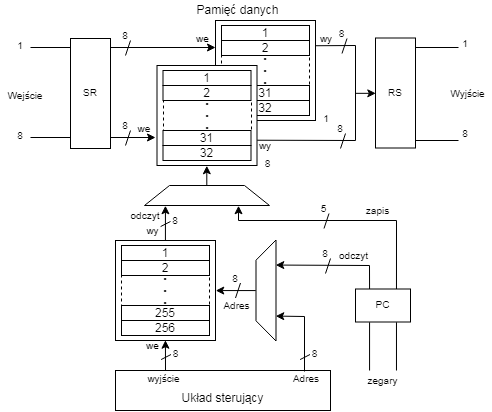 Pamięć danych
1
8
we
1
2
31
32
wy
8
1
Wejście
SR
8
8
we
1
2
31
32
wy
8
1
8
RS
1
Wyjście
8
odczyt
wy
8
5
zapis
1
2
255
256
8
Adres
8
odczyt
PC
we
8
wyjście
8
Adres
zegary
Układ sterujący